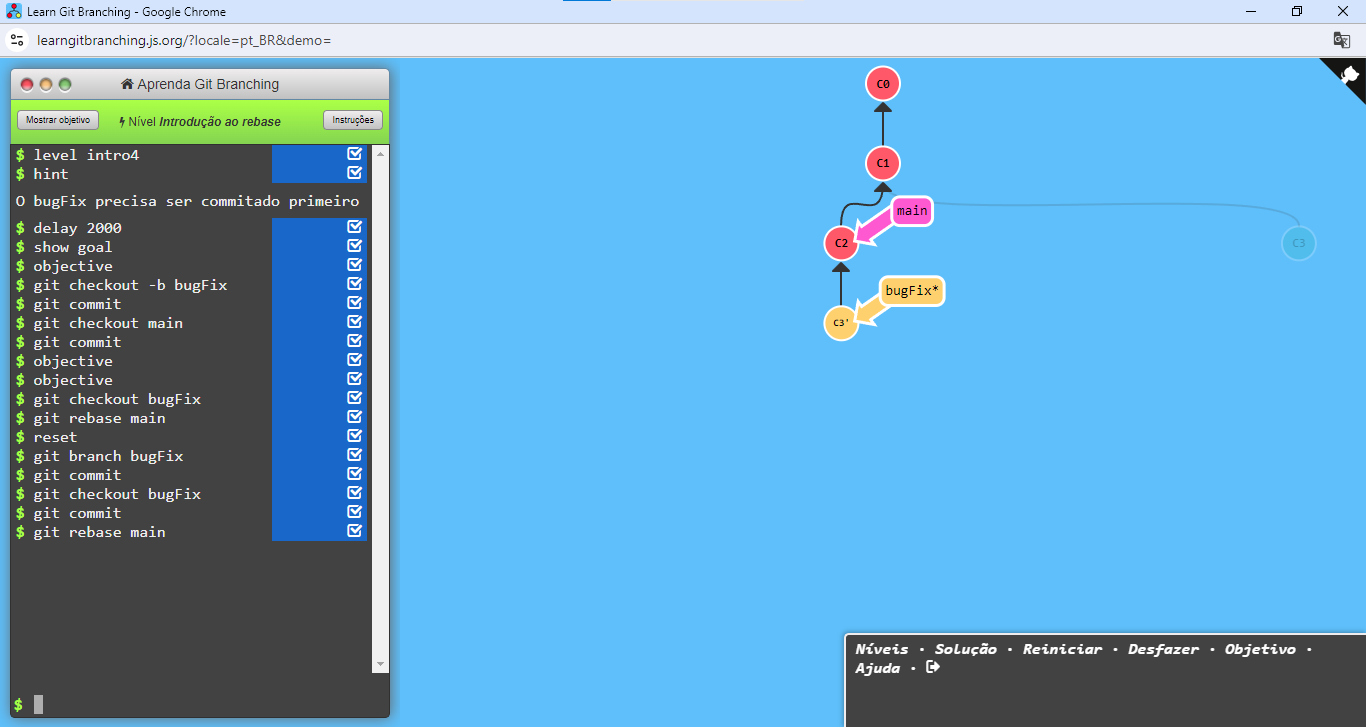 Learn Git Branching - Google Chrome
learngitbranching.js.org/?locale=pt_BR&demo=
Aprenda Git Branching
Mostrar objetivo
Nível Introdução ao rebase
Instruções
$ level intro4
$ hint
O bugFix precisa ser commitado primeiro
$ delay 2000
$ show goal
$ objective
$ git checkout -b bugFix
$ git commit
$ git checkout main
$ git commit
$ objective
$ objective
$ git checkout bugFix
$ git rebase main
$ reset
$ git branch bugFix
$ git commit
$ git checkout bugFix
$ git commit
$ git rebase main
$
C0
C1
main
C2
C3
bugFix*
C3'
Níveis · Solução · Reiniciar · Desfazer · Objetivo ·
Ajuda ·